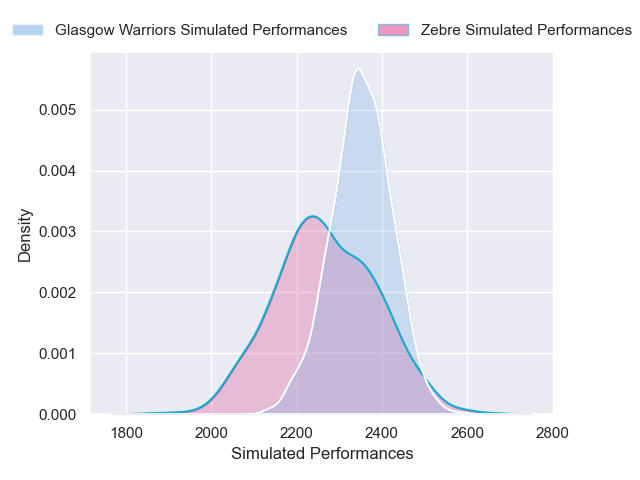 Glasgow Warriors Simulated Performances
Zebre Simulated Performances
0.005
0.004
0.003
0.002
0.001
0.000
Density
1800 2000 2200 2400 2600 2800
Simulated Performances